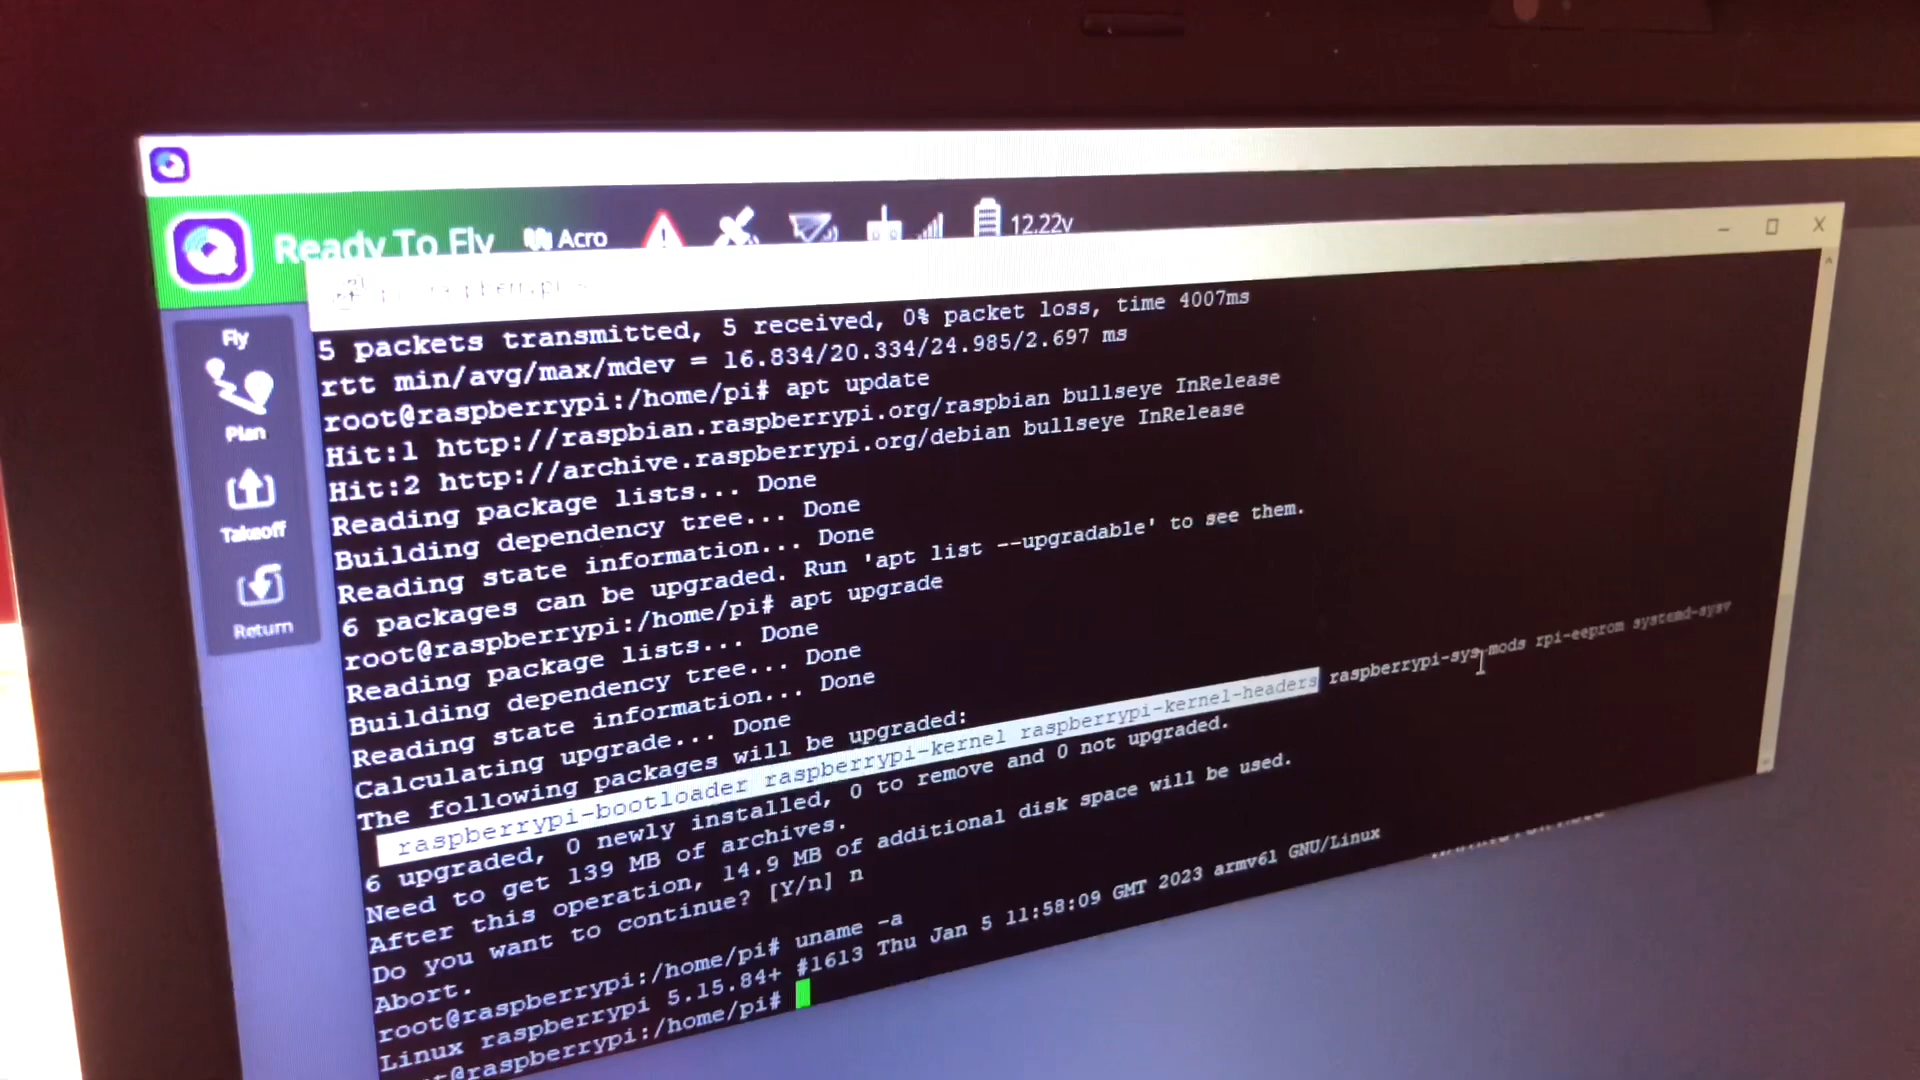 Ready To Fly Acro 12.22v
Fly
Plan
Takeoff
Return
5 packets transmitted, 5 received, 0% packet loss, time 4007ms
rtt min/avg/max/mdev = 16.834/20.334/24.985/2.697 ms
root@raspberrypi:/home/pi# apt update
Hit:1 http://raspbian.raspberrypi.org/raspbian bullseye InRelease
Hit:2 http://archive.raspberrypi.org/debian bullseye InRelease
Reading package lists... Done
Building dependency tree... Done
Reading state information... Done
6 packages can be upgraded. Run 'apt list --upgradable' to see them.
root@raspberrypi:/home/pi# apt upgrade
Reading package lists... Done
Building dependency tree... Done
Reading state information... Done
Calculating upgrade... Done
The following packages will be upgraded:
raspberrypi-bootloader raspberrypi-kernel raspberrypi-kernel-headers raspberrypi-sys-mods rpi-eeprom systemd-sysv
6 upgraded, 0 newly installed, 0 to remove and 0 not upgraded.
Need to get 139 MB of archives.
After this operation, 14.9 MB of additional disk space will be used.
Do you want to continue? [Y/n] n
Abort.
root@raspberrypi:/home/pi# uname -a
Linux raspberrypi 5.15.84+ #1613 Thu Jan 5 11:58:09 GMT 2023 armv6l GNU/Linux
root@raspberrypi:/home/pi#